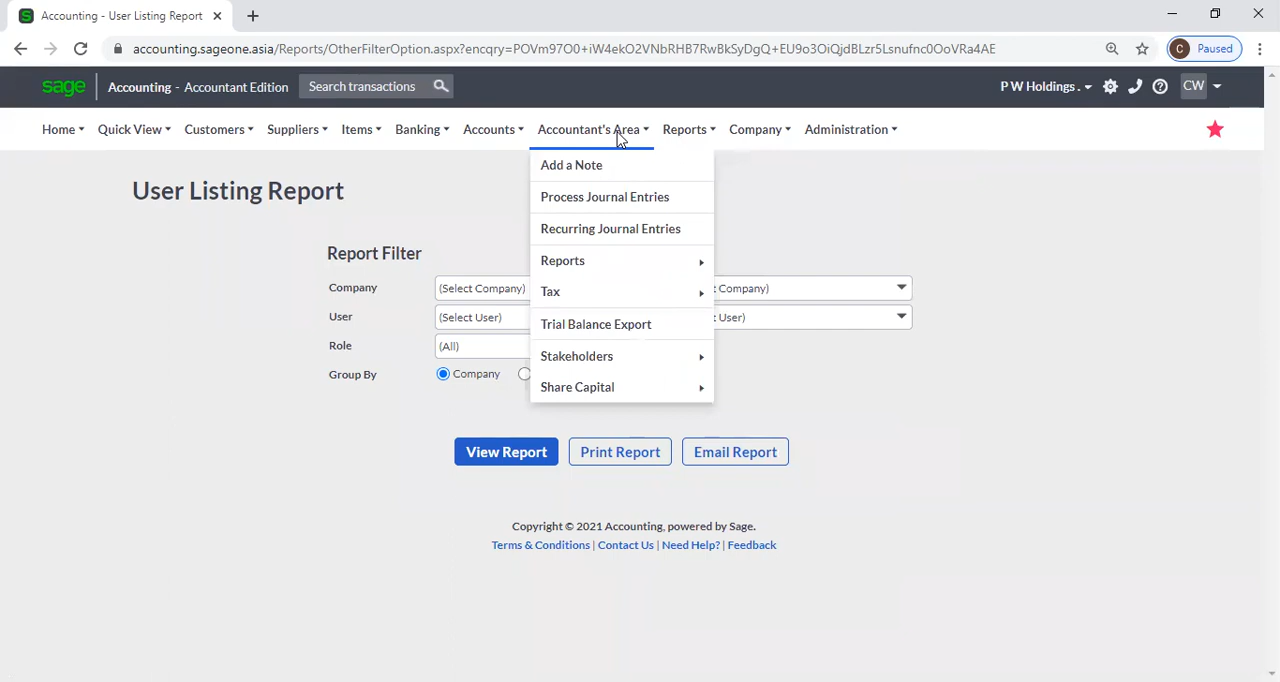 Accounting - User Listing Report
accounting.sageone.asia/Reports/OtherFilterOption.aspx?encqry=POVm97O0+iW4ekO2VNbRHB7RwBkSyDgQ+EU9o3OiQjdBLzr5Lsnufnc0OoVRa4AE
C Paused
sage Accounting - Accountant Edition Search transactions P W Holdings . CW
Home Quick View Customers Suppliers Items Banking Accounts Accountant's Area Reports Company Administration
Add a Note
User Listing Report
Process Journal Entries
Recurring Journal Entries
Report Filter
Reports
Company (Select Company) Company)
Tax
User (Select User) User)
Trial Balance Export
Role (All)
Stakeholders
Group By Company
Share Capital
View Report Print Report Email Report
Copyright © 2021 Accounting, powered by Sage.
Terms & Conditions | Contact Us | Need Help? | Feedback